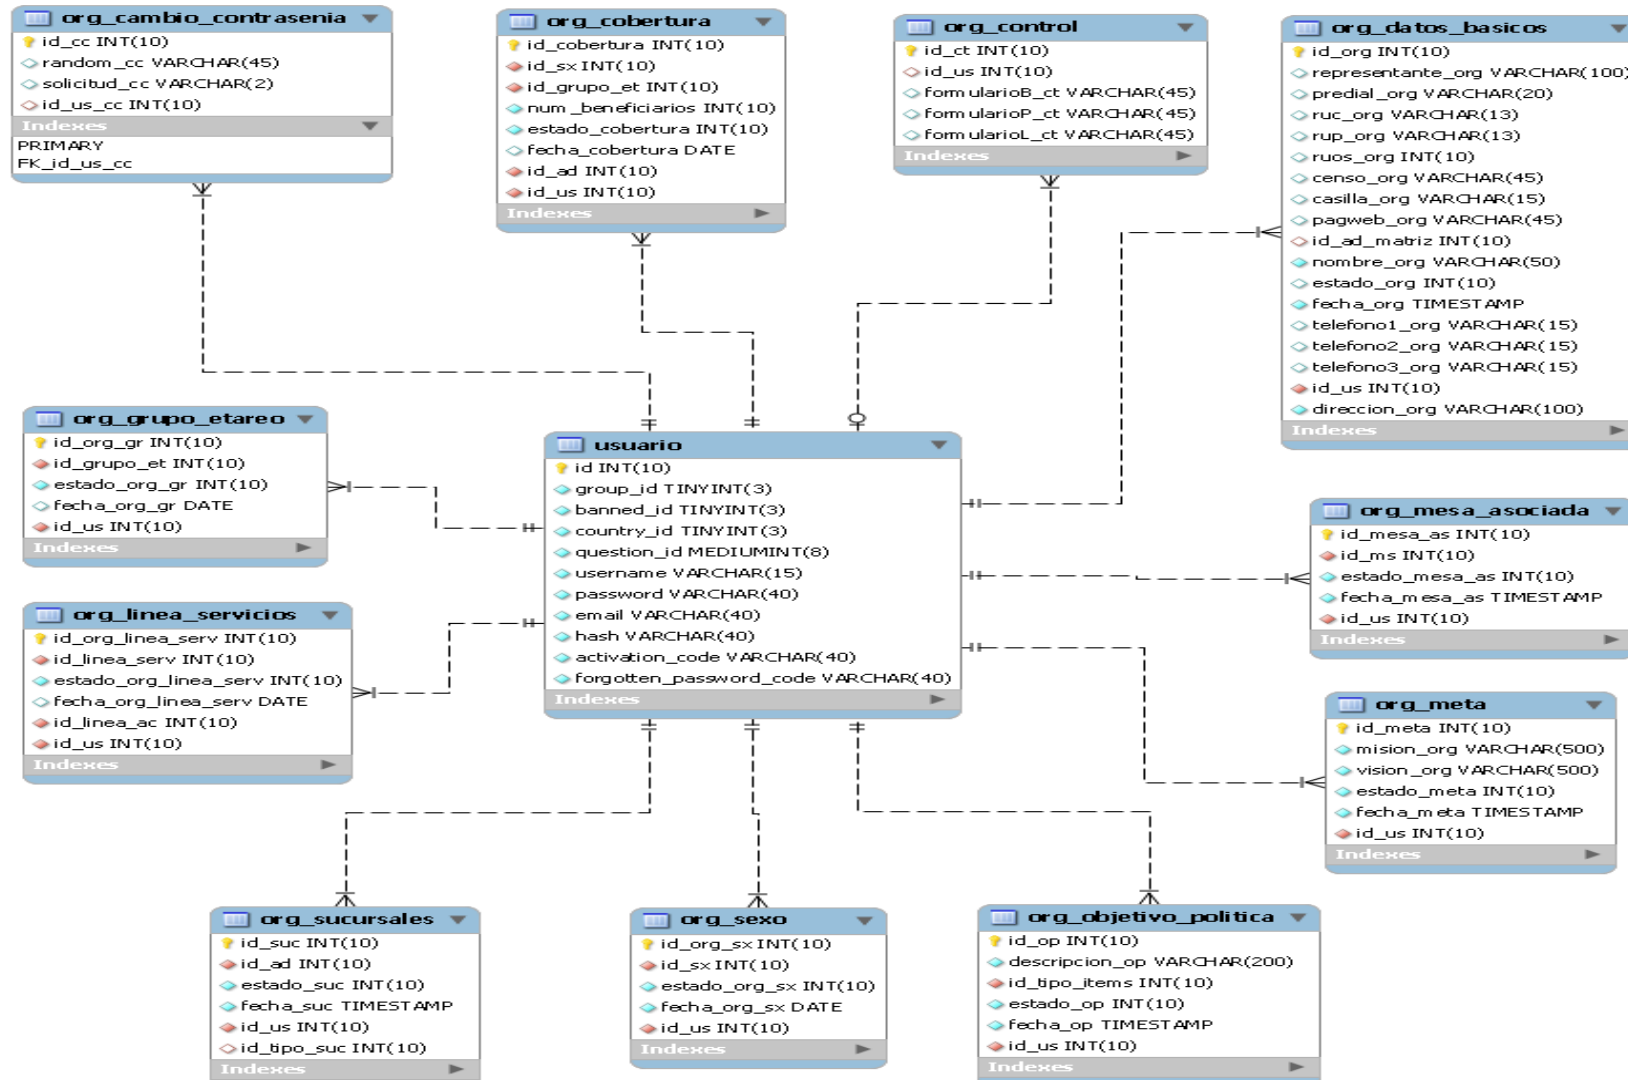 org_cambio_contrasenia
id_cc INT(10)
random_cc VARCHAR(45)
solicitud_cc VARCHAR(2)
id_us_cc INT(10)
Indexes
PRIMARY
FK_id_us_cc
org_cobertura
id_cobertura INT(10)
id_sx INT(10)
id_grupo_et INT(10)
num_beneficiarios INT(10)
estado_cobertura INT(10)
fecha_cobertura DATE
id_ad INT(10)
id_us INT(10)
Indexes
org_control
id_ct INT(10)
id_us INT(10)
formularioB_ct VARCHAR(45)
formularioP_ct VARCHAR(45)
formularioL_ct VARCHAR(45)
Indexes
org_datos_basicos
id_org INT(10)
representante_org VARCHAR(100)
predial_org VARCHAR(20)
ruc_org VARCHAR(13)
rup_org VARCHAR(13)
ruos_org INT(10)
censo_org VARCHAR(45)
casilla_org VARCHAR(15)
pagweb_org VARCHAR(45)
id_ad_matriz INT(10)
nombre_org VARCHAR(50)
estado_org INT(10)
fecha_org TIMESTAMP
telefono1_org VARCHAR(15)
telefono2_org VARCHAR(15)
telefono3_org VARCHAR(15)
id_us INT(10)
direccion_org VARCHAR(100)
Indexes
org_grupo_etareo
id_org_gr INT(10)
id_grupo_et INT(10)
estado_org_gr INT(10)
fecha_org_gr DATE
id_us INT(10)
Indexes
usuario
id INT(10)
group_id TINYINT(3)
banned_id TINYINT(3)
country_id TINYINT(3)
question_id MEDIUMINT(8)
username VARCHAR(15)
password VARCHAR(40)
email VARCHAR(40)
hash VARCHAR(40)
activation_code VARCHAR(40)
forgotten_password_code VARCHAR(40)
Indexes
org_mesa_asociada
id_mesa_as INT(10)
id_ms INT(10)
estado_mesa_as INT(10)
fecha_mesa_as TIMESTAMP
id_us INT(10)
Indexes
org_linea_servicios
id_org_linea_serv INT(10)
id_linea_serv INT(10)
estado_org_linea_serv INT(10)
fecha_org_linea_serv DATE
id_linea_ac INT(10)
id_us INT(10)
Indexes
org_meta
id_meta INT(10)
mision_org VARCHAR(500)
vision_org VARCHAR(500)
estado_meta INT(10)
fecha_meta TIMESTAMP
id_us INT(10)
Indexes
org_sucursales
id_suc INT(10)
id_ad INT(10)
estado_suc INT(10)
fecha_suc TIMESTAMP
id_us INT(10)
id_tipo_suc INT(10)
Indexes
org_sexo
id_org_sx INT(10)
id_sx INT(10)
estado_org_sx INT(10)
fecha_org_sx DATE
id_us INT(10)
Indexes
org_objetivo_politica
id_op INT(10)
descripcion_op VARCHAR(200)
id_tipo_items INT(10)
estado_op INT(10)
fecha_op TIMESTAMP
id_us INT(10)
Indexes